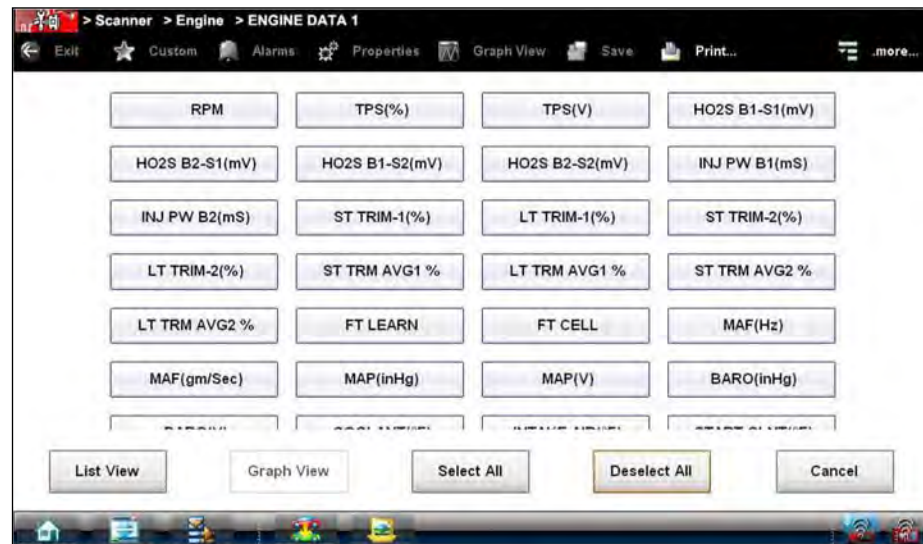 > Scanner > Engine > ENGINE DATA 1
Exit Custom Alarms Properties Graph View Save Print... .more...
RPM TPS(%) TPS(V) HO2S B1-S1(mV)
HO2S B2-S1(mV) HO2S B1-S2(mV) HO2S B2-S2(mV) INJ PW B1(mS)
INJ PW B2(mS) ST TRIM-1(%) LT TRIM-1(%) ST TRIM-2(%)
LT TRIM-2(%) ST TRM AVG1 % LT TRM AVG1 % ST TRM AVG2 %
LT TRM AVG2 % FT LEARN FT CELL MAF(Hz)
MAF(gm/Sec) MAP(inHg) MAP(V) BARO(inHg)
List View Graph View Select All Deselect All Cancel